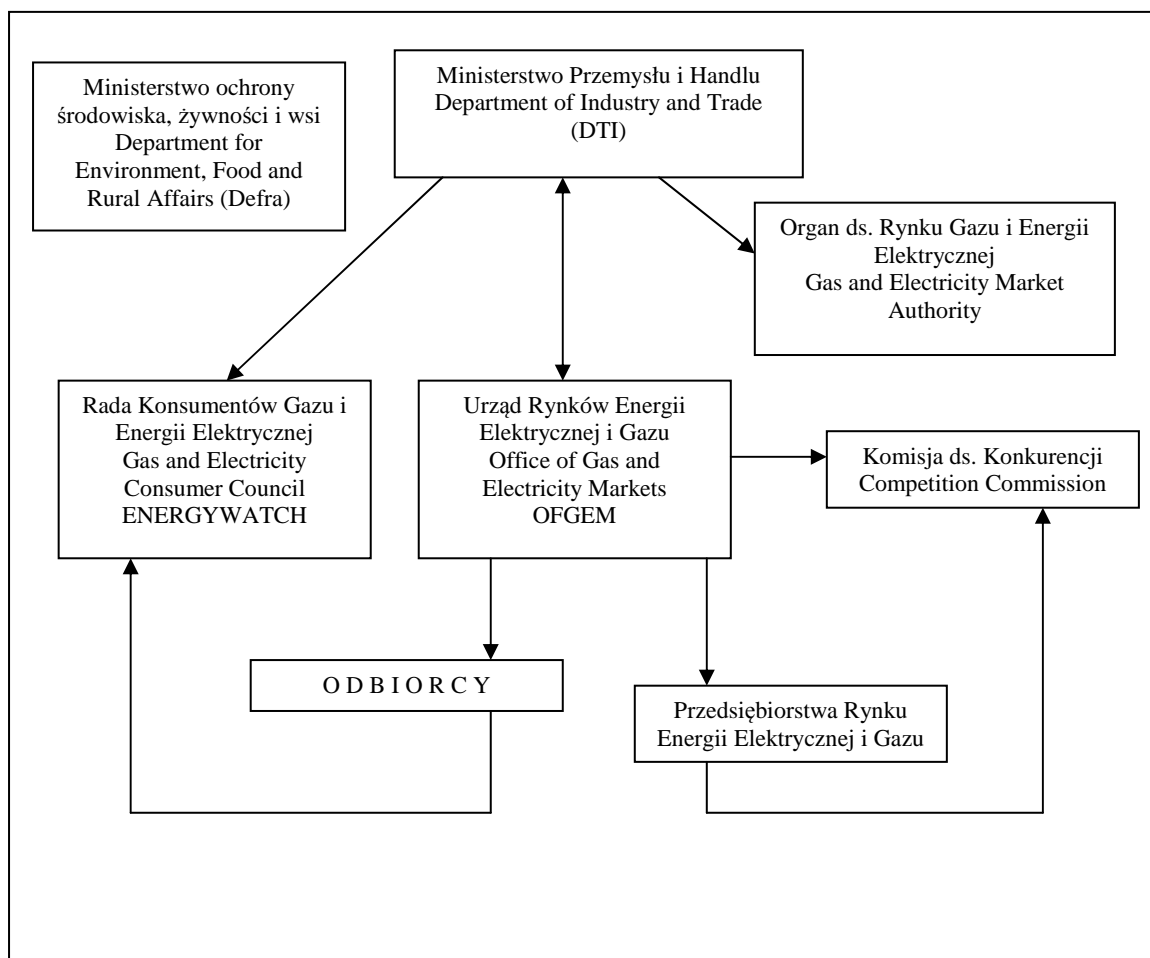 Ministerstwo ochrony
środowiska, żywności i wsi
Department for
Environment, Food and
Rural Affairs (Defra)
Ministerstwo Przemysłu i Handlu
Department of Industry and Trade
(DTI)
Organ ds. Rynku Gazu i Energii
Elektrycznej
Gas and Electricity Market
Authority
Rada Konsumentów Gazu i
Energii Elektrycznej
Gas and Electricity
Consumer Council
ENERGYWATCH
Urząd Rynków Energii
Elektrycznej i Gazu
Office of Gas and
Electricity Markets
OFGEM
Komisja ds. Konkurencji
Competition Commission
O D B I O R C Y
Przedsiębiorstwa Rynku
Energii Elektrycznej i Gazu